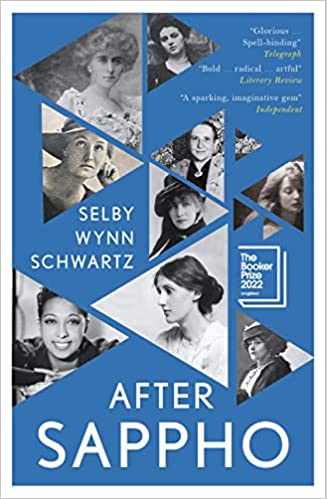 "Glorious ...
Spell-binding"
Telegraph
"Bold ... radical ... artful"
Literary Review
"A sparking, imaginative gem"
Independent
SELBY
WYNN
SCHWARTZ
The
Booker
Prize
2022
longlisted
AFTER
SAPPHO